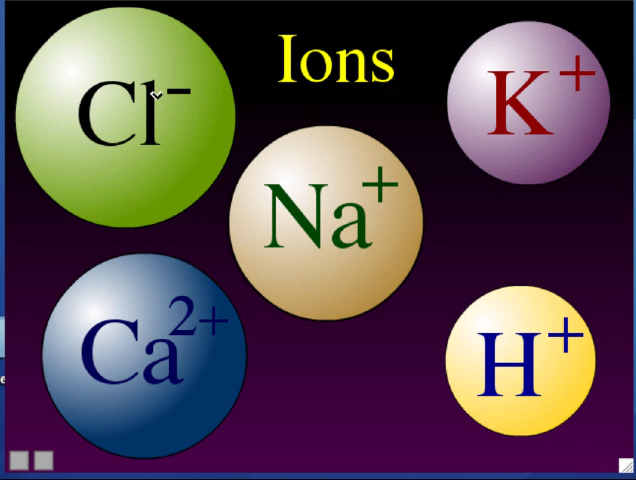 Ions
Cl⁻
K⁺
Na⁺
Ca²⁺
H⁺